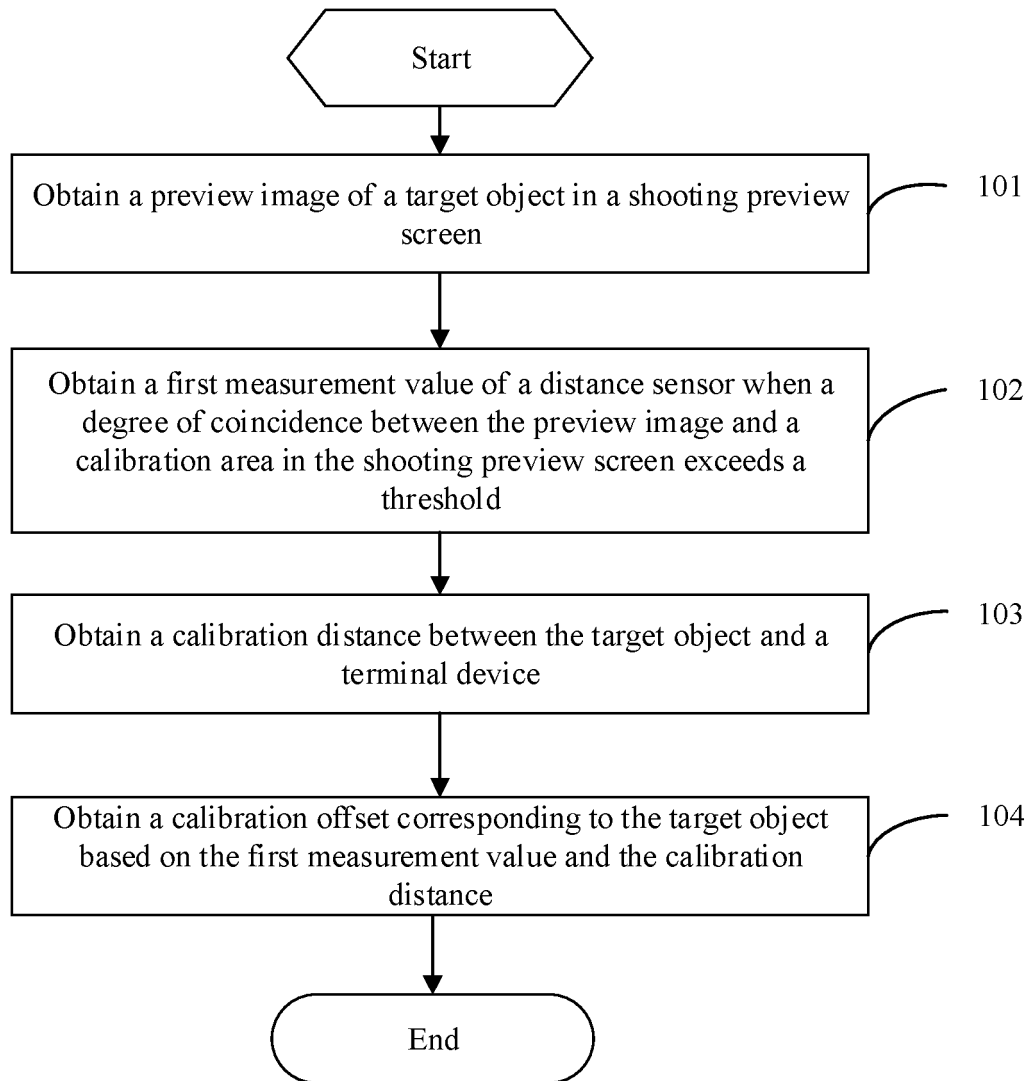 Start
Obtain a preview image of a target object in a shooting preview
screen
101
Obtain a first measurement value of a distance sensor when a
degree of coincidence between the preview image and a
calibration area in the shooting preview screen exceeds a
threshold
102
Obtain a calibration distance between the target object and a
terminal device
103
Obtain a calibration offset corresponding to the target object
based on the first measurement value and the calibration
distance
104
End